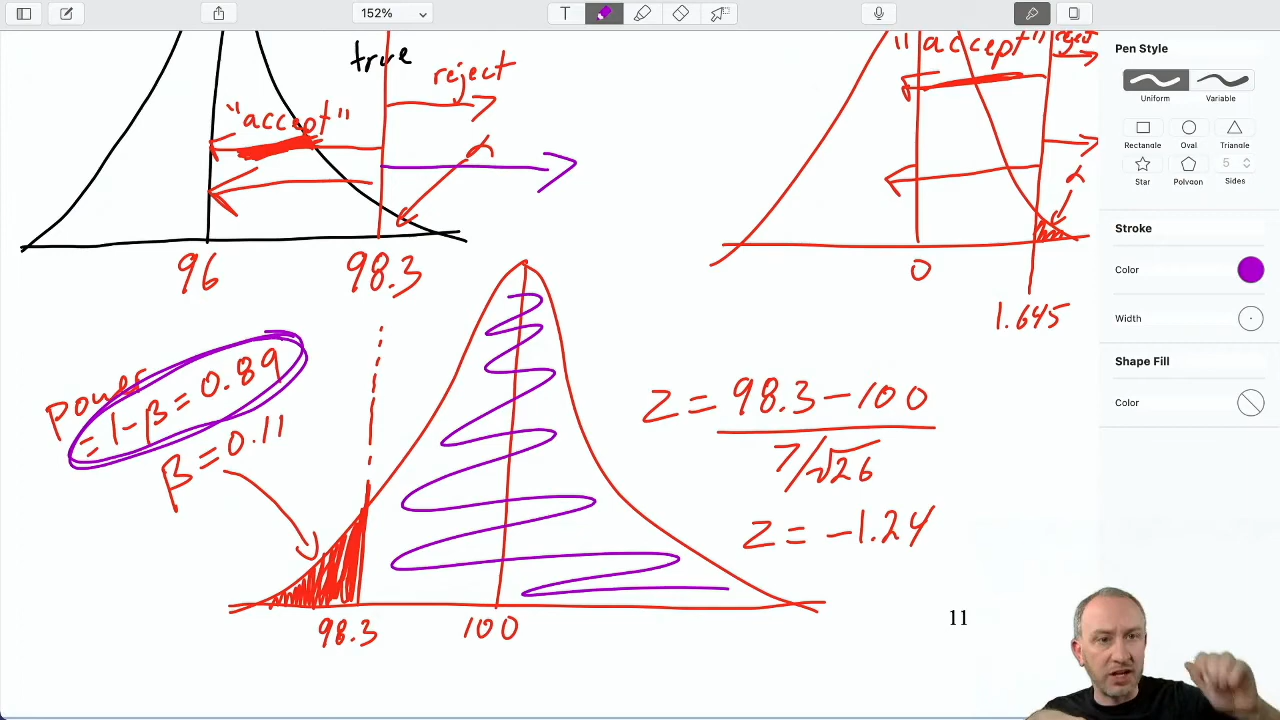 152%
T
true
reject
"accept"
α
96
98.3
"accept"
reject
α
0
1.645
power
= 1-β = 0.89
β = 0.11
98.3
100
z = 98.3 - 100
7/√26
z = -1.24
11
Pen Style
Uniform
Variable
Rectangle
Oval
Triangle
Star
Polygon
5
Sides
Stroke
Color
Width
Shape Fill
Color